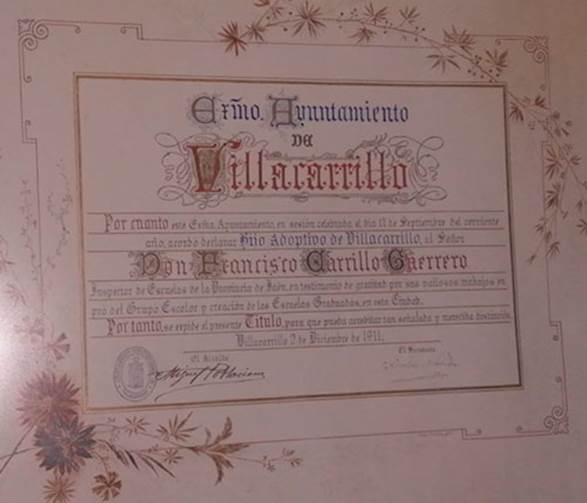 Exmo. Ayuntamiento
DE
Villacarrillo
Por cuanto este Exmo. Ayuntamiento, en sesión celebrada el día 17 de Septiembre del corriente
año, acordo declarar Hijo Adoptivo de Villacarrillo, al Señor
Don Francisco Carrillo Guerrero
Inspector de Escuelas de la Provincia de Jaén, en testimonio de gratitud por sus valiosos trabajos en
pro del Grupo Escolar y creación de las Escuelas Graduadas, en esta Ciudad.
Por tanto, se expide el presente Título, para que pueda acreditar tan señalada y merecida distinción.
Villacarrillo 2 de Diciembre de 1911.
El Alcalde
El Secretario
Miguel